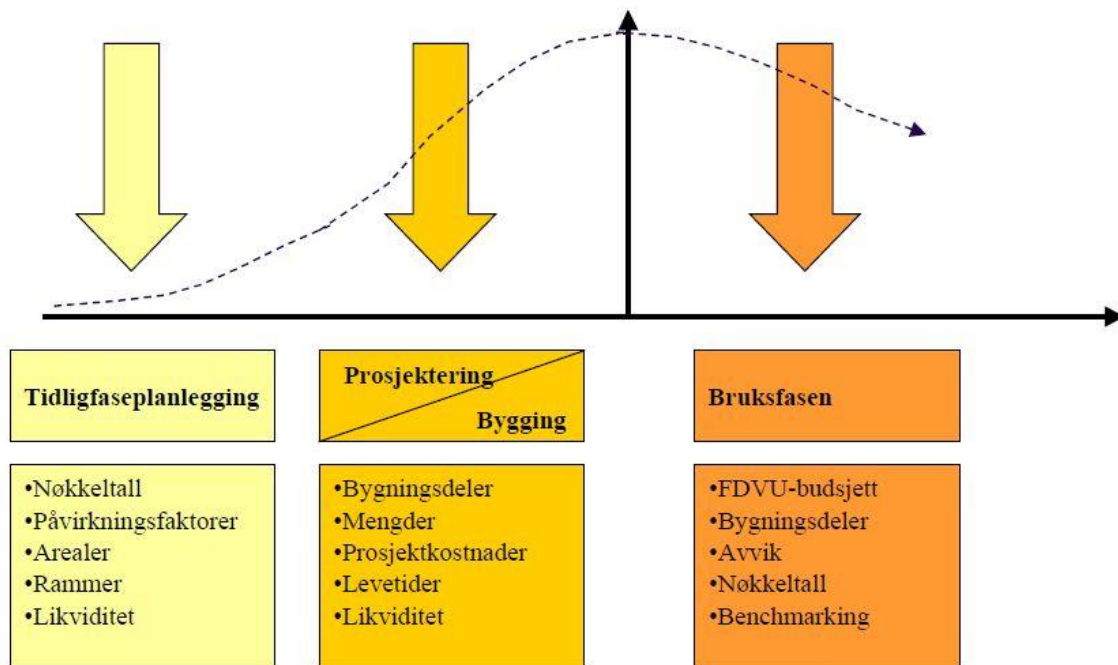 Tidligfaseplanlegging
Prosjektering
Bygging
Bruksfasen
•Nøkkeltall
•Påvirkningsfaktorer
•Arealer
•Rammer
•Likviditet
•Bygningsdeler
•Mengder
•Prosjektkostnader
•Levetider
•Likviditet
•FDVU-budsjett
•Bygningsdeler
•Avvik
•Nøkkeltall
•Benchmarking